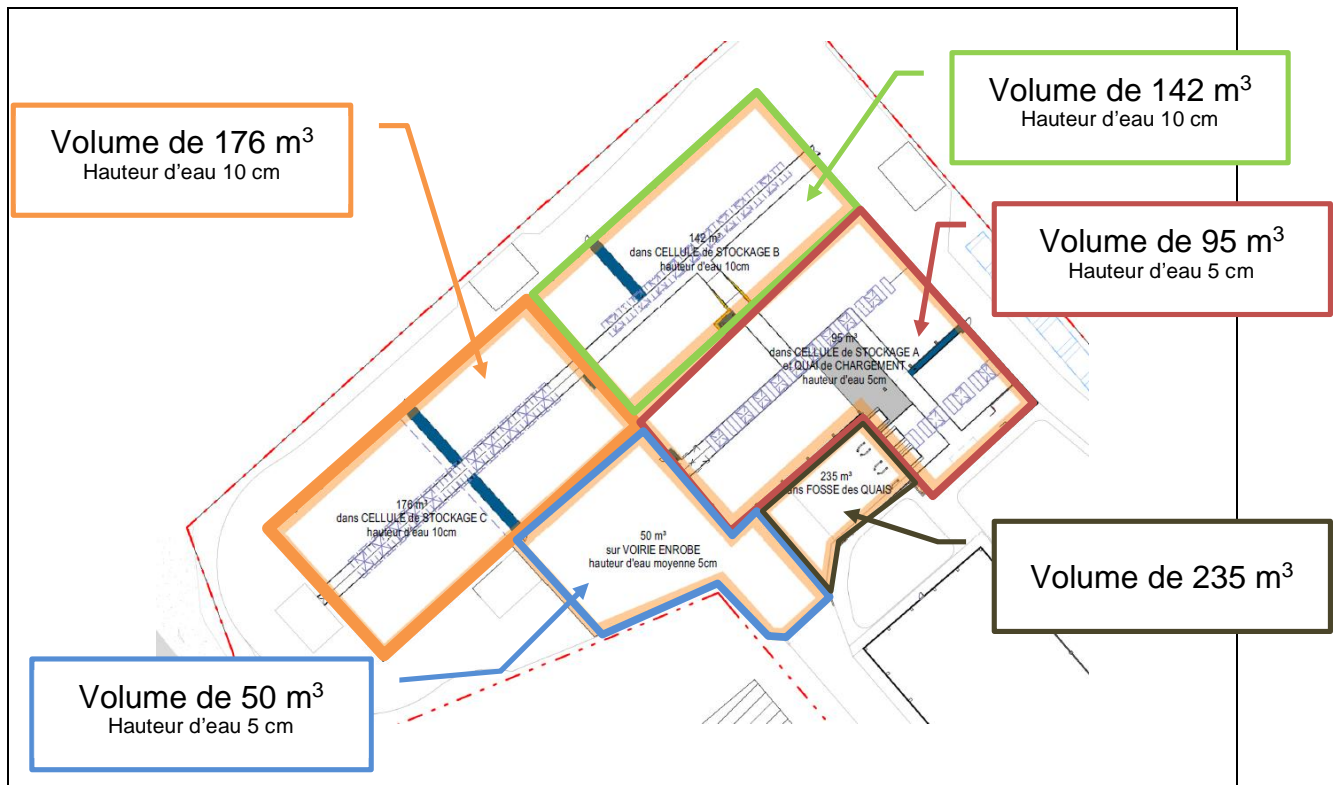 Volume de 142 m³
Hauteur d'eau 10 cm
Volume de 176 m³
Hauteur d'eau 10 cm
Volume de 95 m³
Hauteur d'eau 5 cm
142 m³
dans CELLULE de STOCKAGE B
hauteur d'eau 10cm
95 m³
dans CELLULE de STOCKAGE A
et QUAI de CHARGEMENT
hauteur d'eau 5cm
235 m³
dans FOSSE des QUAIS
176 m³
dans CELLULE de STOCKAGE C
hauteur d'eau 10cm
50 m³
sur VOIRIE ENROBE
hauteur d'eau moyenne 5cm
Volume de 235 m³
Volume de 50 m³
Hauteur d'eau 5 cm